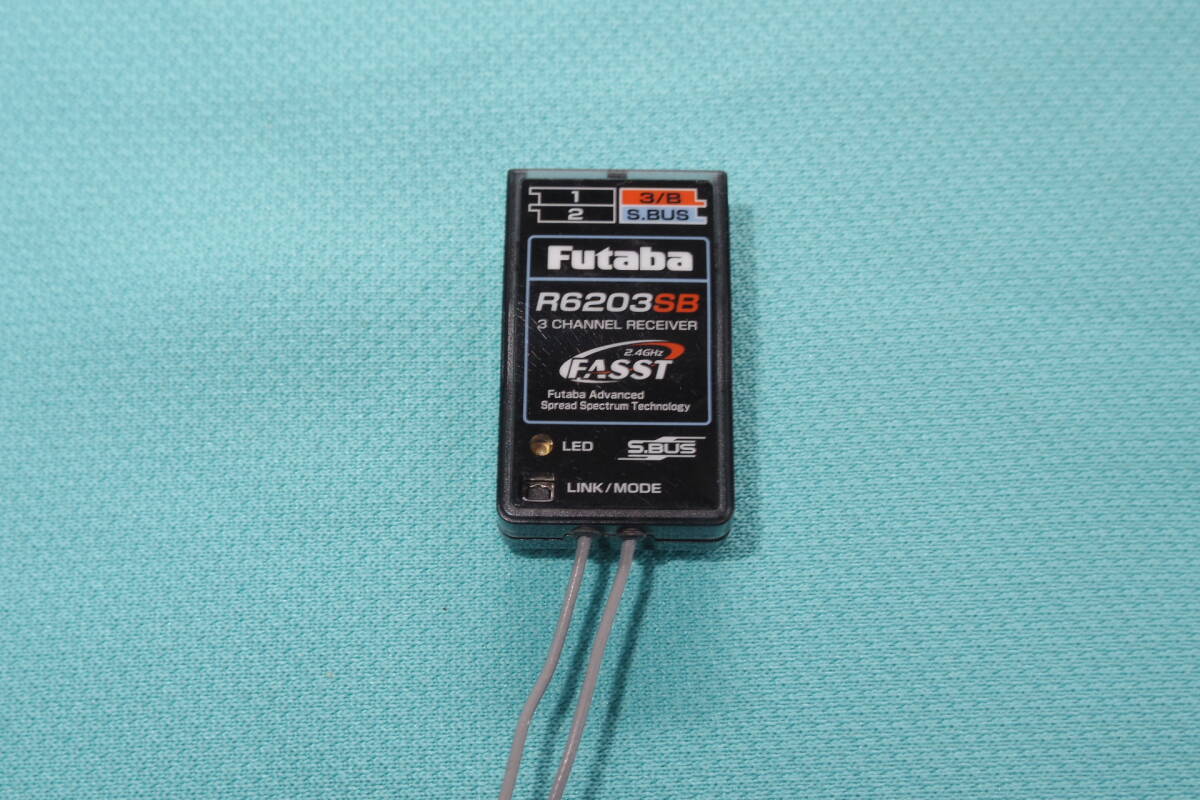 1 3/B
2 S.BUS
Futaba
R6203SB
3 CHANNEL RECEIVER
2.4GHz
FASST
Futaba Advanced
Spread Spectrum Technology
LED S.BUS
LINK/MODE